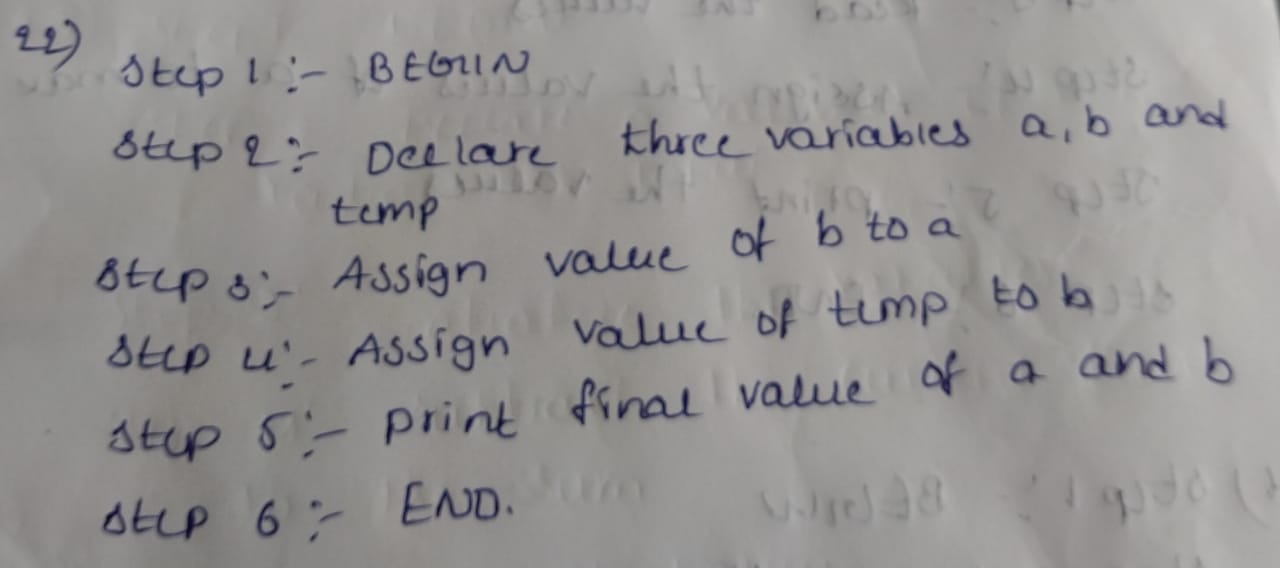 22)
Step 1 :- BEGIN
Step 2 :- Declare three variables a, b and
temp
Step 3 :- Assign value of b to a
Step 4 :- Assign value of temp to b
Step 5 :- print final value of a and b
Step 6 :- END.